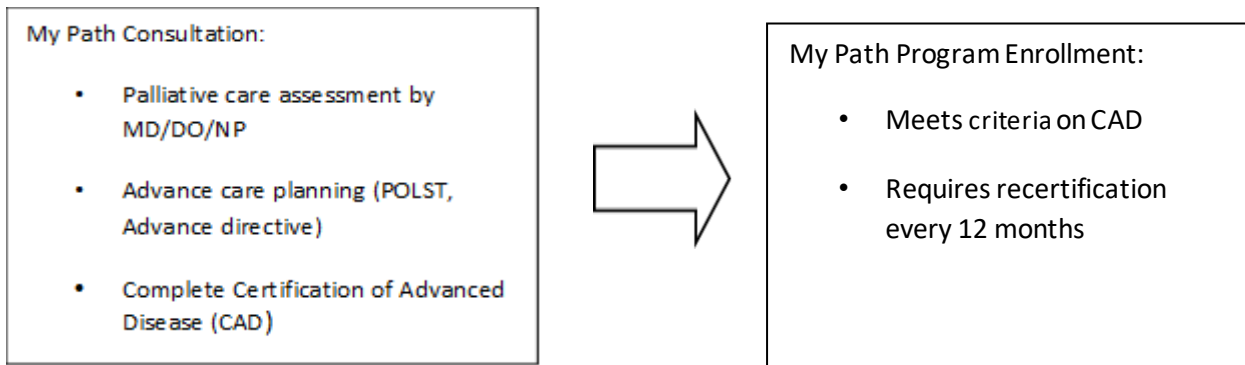 My Path Consultation:
• Palliative care assessment by
MD/DO/NP
• Advance care planning (POLST,
Advance directive)
• Complete Certification of Advanced
Disease (CAD)
My Path Program Enrollment:
• Meets criteria on CAD
• Requires recertification
every 12 months